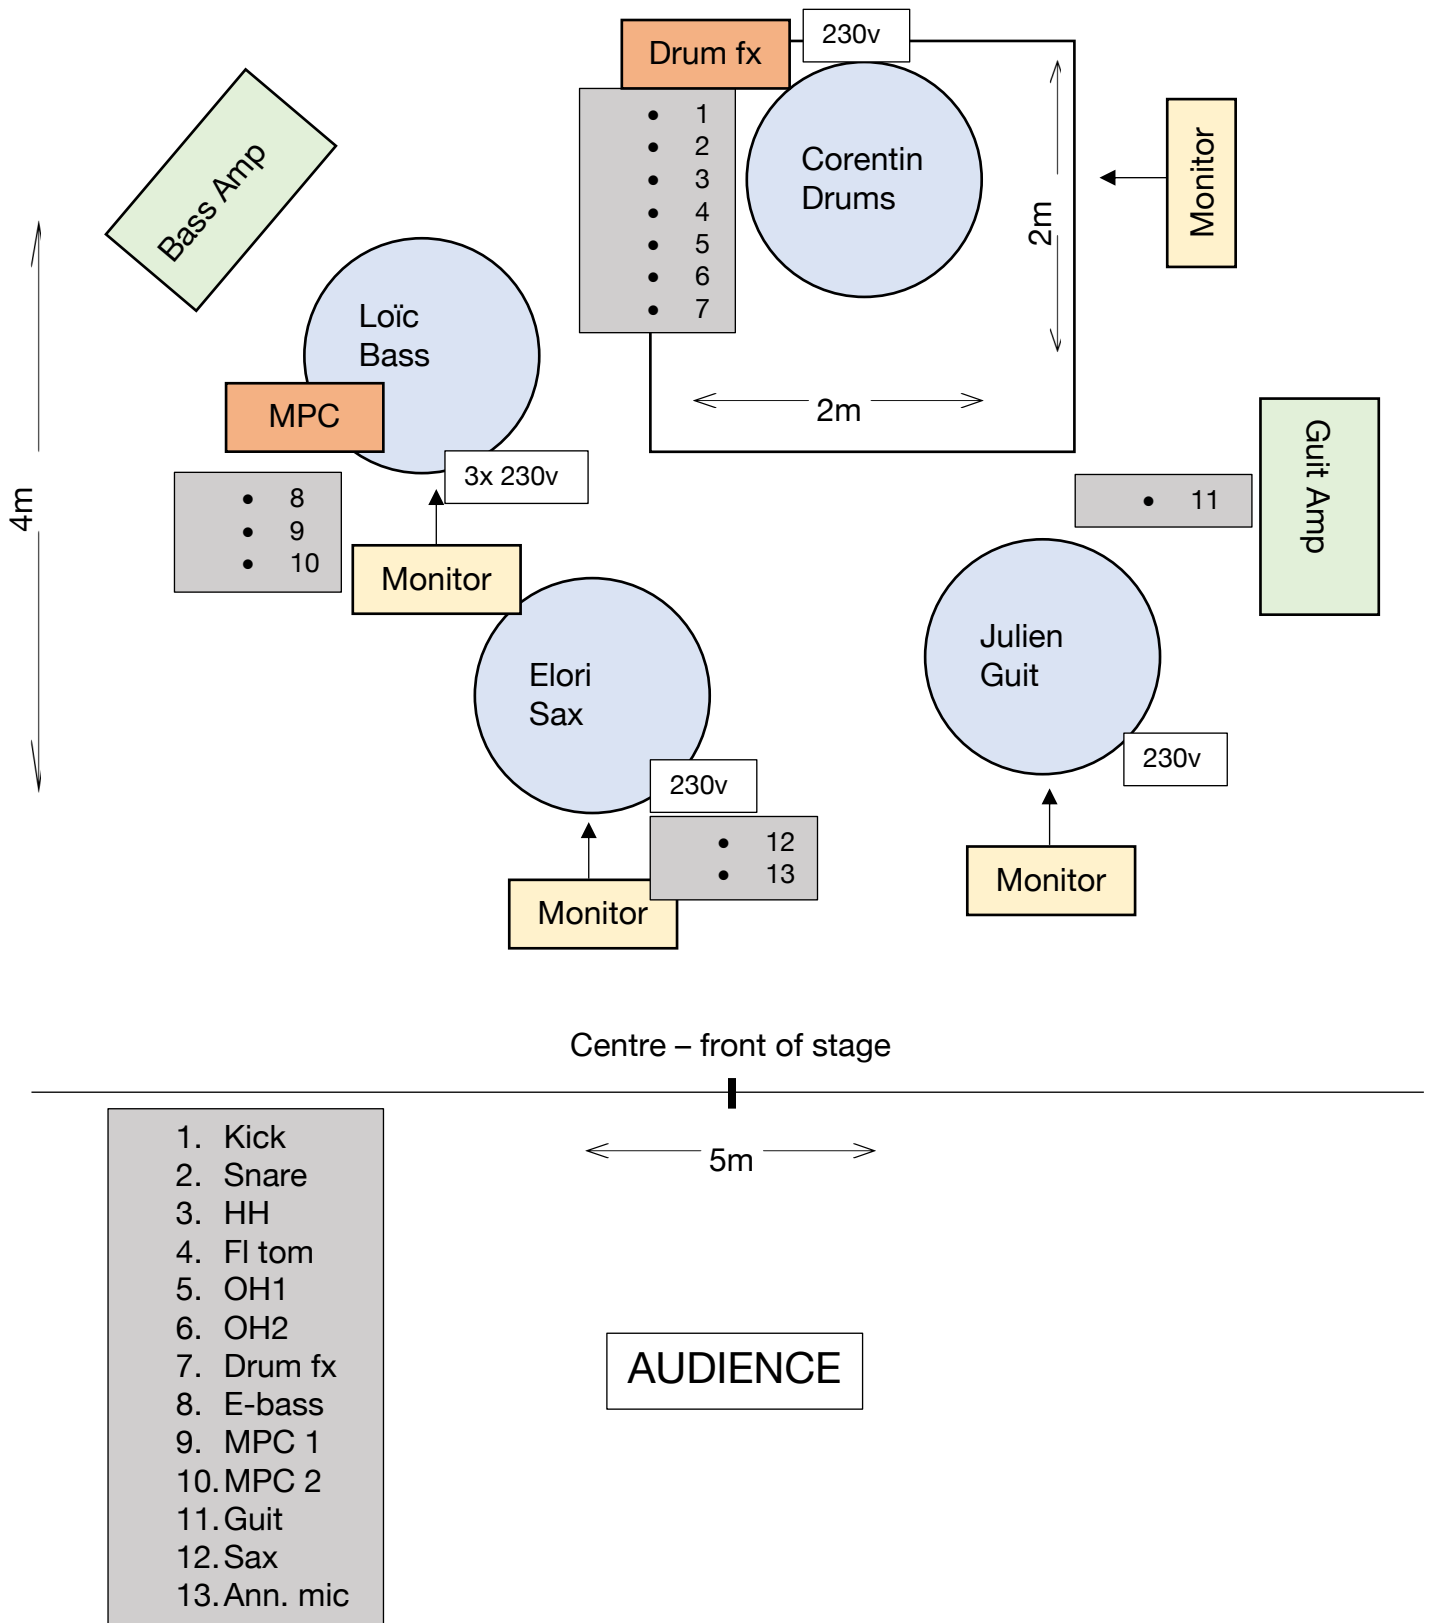 Drum fx
230v
1
2
3
4
5
6
7
Corentin
Drums
2m
2m
Monitor
Bass Amp
Loïc
Bass
MPC
3x 230v
4m
8
9
10
Monitor
11
Guit Amp
Elori
Sax
230v
12
13
Monitor
Julien
Guit
230v
Monitor
Centre – front of stage
5m
1. Kick
2. Snare
3. HH
4. Fl tom
5. OH1
6. OH2
7. Drum fx
8. E-bass
9. MPC 1
10. MPC 2
11. Guit
12. Sax
13. Ann. mic
AUDIENCE